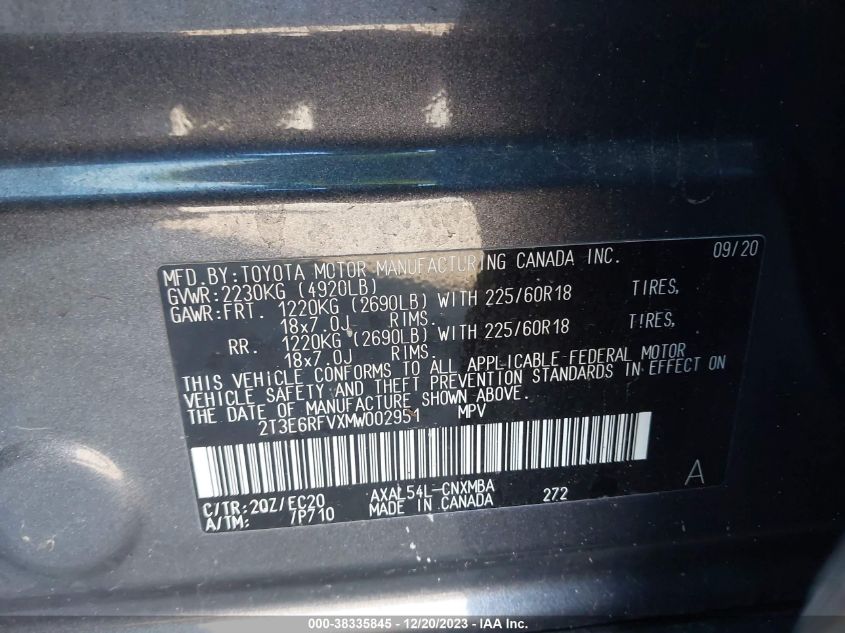 09/20
MFD.BY:TOYOTA MOTOR MANUFACTURING CANADA INC.
GVWR:2230KG (4920LB)
GAWR:FRT. 1220KG (2690LB) WITH 225/60R18 TIRES,
18x7.0J RIMS.
RR. 1220KG (2690LB) WITH 225/60R18 TIRES,
18x7.0J RIMS.
THIS VEHICLE CONFORMS TO ALL APPLICABLE FEDERAL MOTOR
VEHICLE SAFETY AND THEFT PREVENTION STANDARDS IN EFFECT ON
THE DATE OF MANUFACTURE SHOWN ABOVE.
2T3E6RFVXMW002951 MPV
A
C/TR:2QZ/EC20 AXAL54L-CNXMBA 272
A/TM: 7P710 MADE IN CANADA
000-38335845 - 12/20/2023 - IAA Inc.